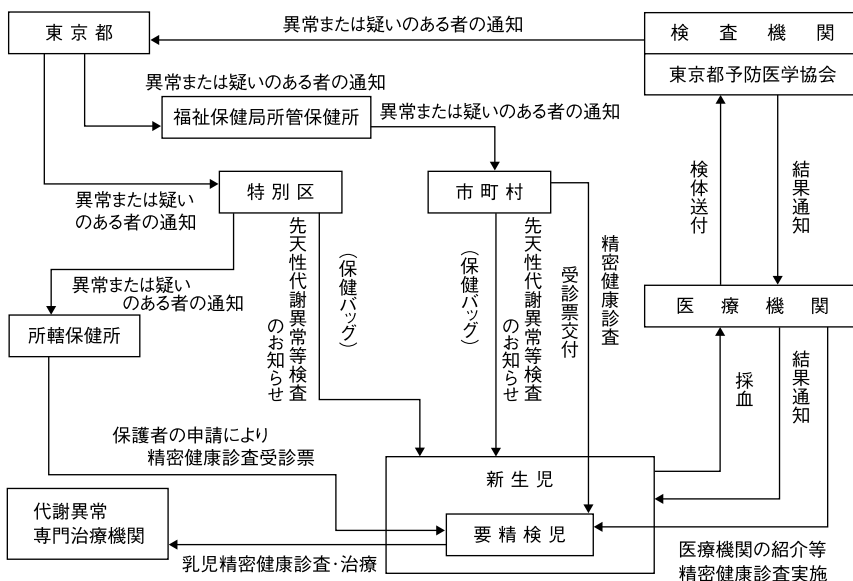 異常または疑いのある者の通知
東京都
検査機関
東京都予防医学協会
異常または疑いのある者の通知
福祉保健局所管保健所
異常または疑いのある者の通知
検体送付
結果通知
特別区
市町村
異常または疑い
のある者の通知
先天性代謝異常等検査
のお知らせ
(保健バッグ)
(保健バッグ)
先天性代謝異常等検査
のお知らせ
精密健康診査
受診票交付
異常または疑い
のある者の通知
医療機関
所轄保健所
採血
結果通知
保護者の申請により
精密健康診査受診票
新生児
代謝異常
専門治療機関
要精検児
乳児精密健康診査・治療
医療機関の紹介等
精密健康診査実施